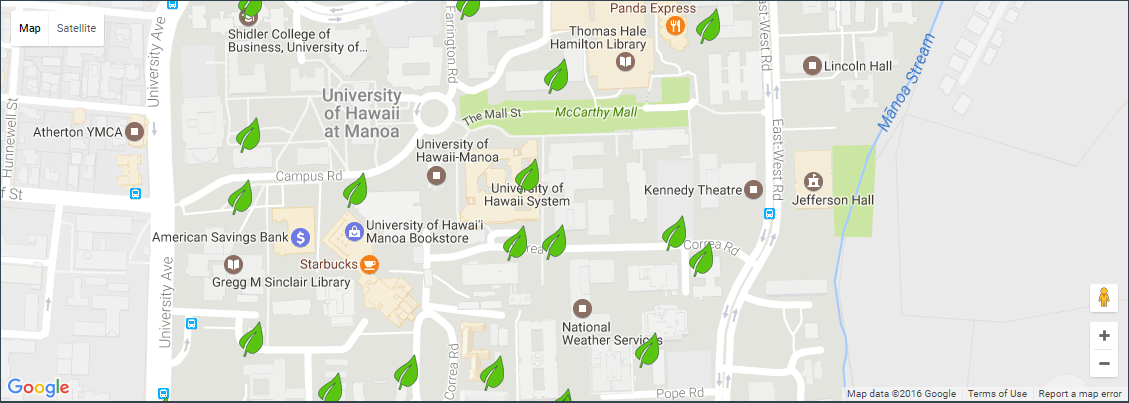 Map
Satellite
Shidler College of
Business, University of...
Farrington Rd
Panda Express
Thomas Hale
Hamilton Library
East-West Rd
Lincoln Hall
Mānoa Stream
University Ave
Hunnewell St
University
of Hawaii
at Manoa
The Mall St
McCarthy Mall
Atherton YMCA
University of
Hawaii-Manoa
East-West Rd
Campus Rd
University of
Hawaii System
Kennedy Theatre
Jefferson Hall
f St
University of Hawai'i
Manoa Bookstore
American Savings Bank
Correa Rd
Starbucks
Gregg M Sinclair Library
University Ave
National
Weather Services
Correa Rd
Pope Rd
Google
Map data ©2016 Google
Terms of Use
Report a map error